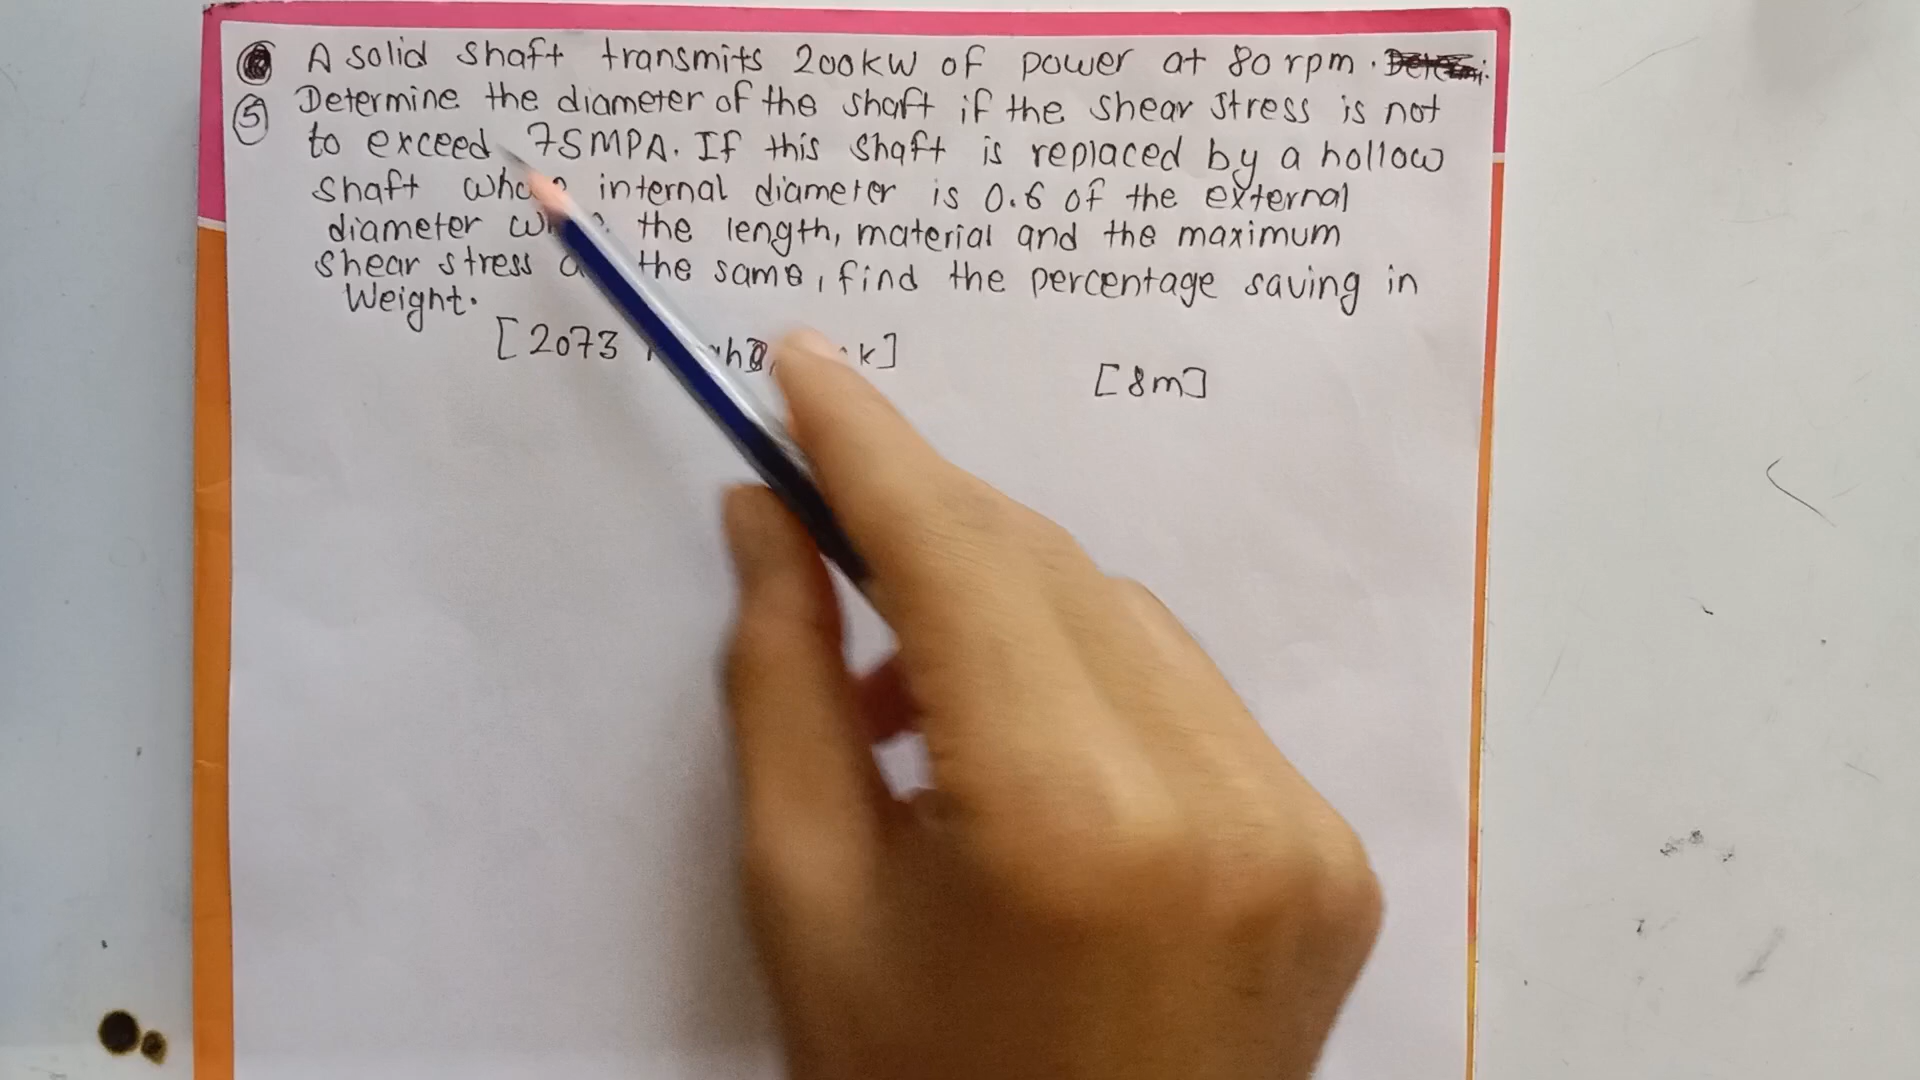 A solid shaft transmits 200kW of power at 80 rpm.
5 Determine the diameter of the shaft if the shear stress is not
to exceed 75MPA. If this shaft is replaced by a hollow
shaft internal diameter is 0.6 of the external
diameter the length, material and the maximum
shear stress the same, find the percentage saving in
Weight.
[2073
[8m]